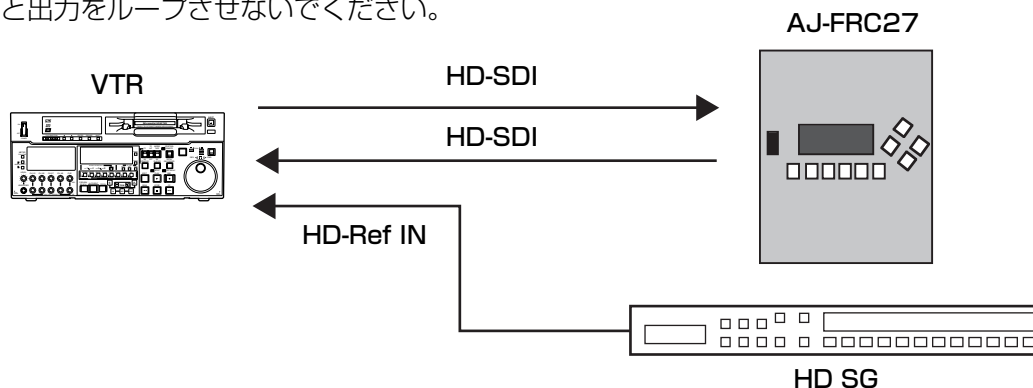 と出力をループさせないでください。
AJ-FRC27
VTR
HD-SDI
HD-SDI
HD-Ref IN
HD SG